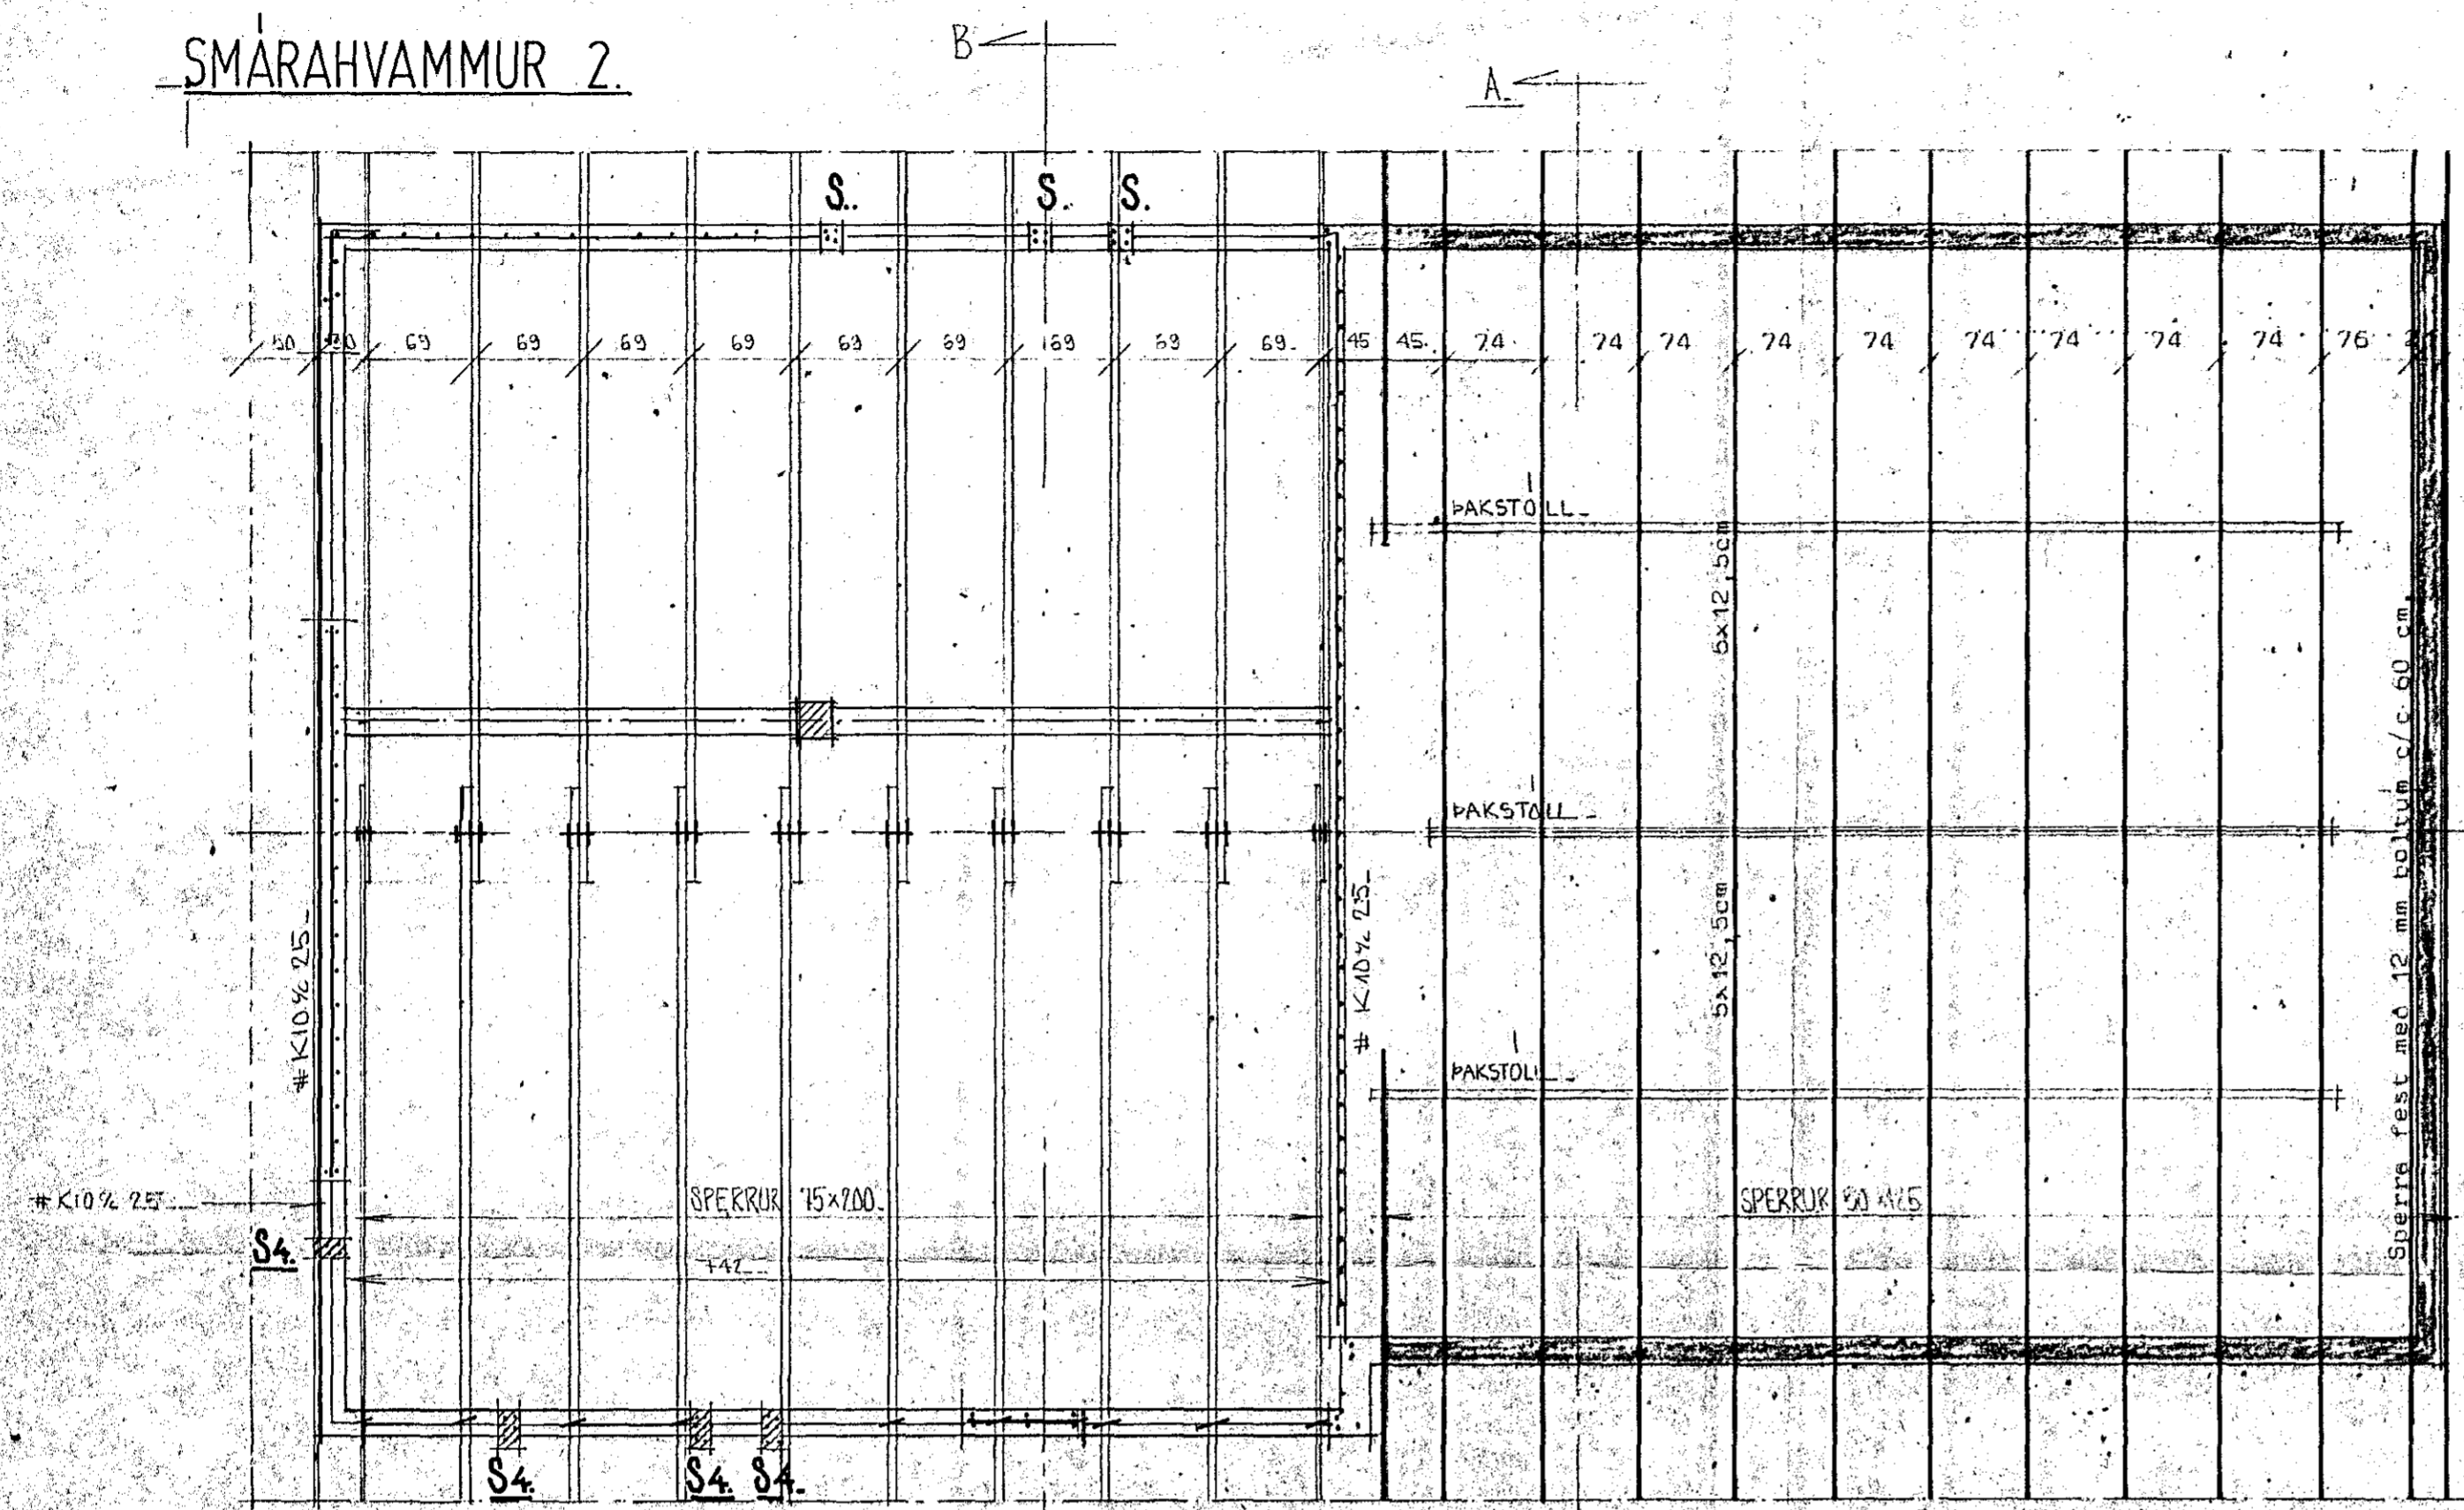 SMÁRAHVAMMUR 2.
B
A.
S. S. S.
50 69 69 69 69 69 69 69 69 69. 45 45. 74 74 74 74 74 74 74 74 74 76
ÞAKSTÓLL
5x12,5cm
ÞAKSTÓLL
5x12,5cm
ÞAKSTÓLL
Sperra fest með 12 mm boltum c/c 60 cm.
# K10 % 25
# K10 % 25
# K10 % 25
SPERRUR 75x200
SPERRUR 50 x125
S4.
S4. S4. S4.